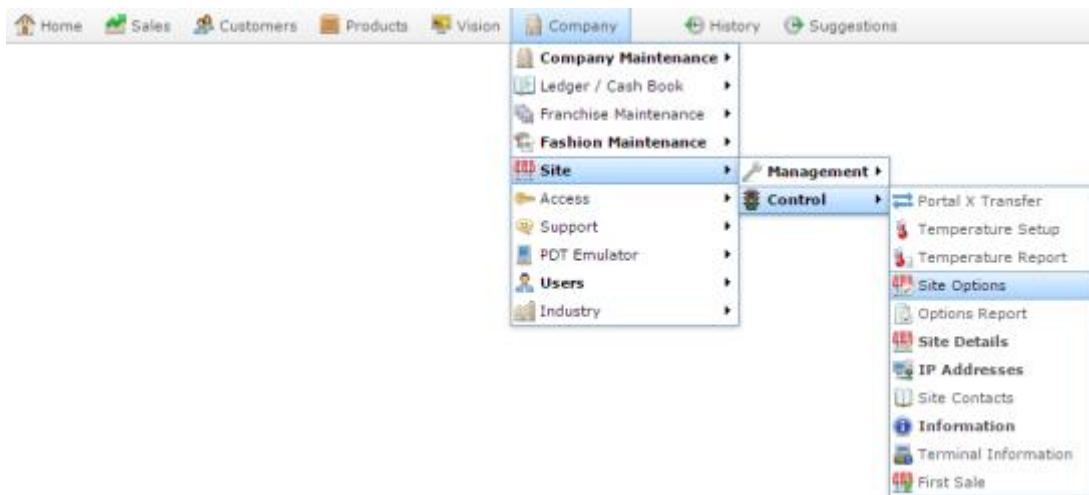 Home Sales Customers Products Vision Company History Suggestions
Company Maintenance
Ledger / Cash Book
Franchise Maintenance
Fashion Maintenance
Site
Access
Support
PDT Emulator
Users
Industry
Management
Control
Portal X Transfer
Temperature Setup
Temperature Report
Site Options
Options Report
Site Details
IP Addresses
Site Contacts
Information
Terminal Information
First Sale